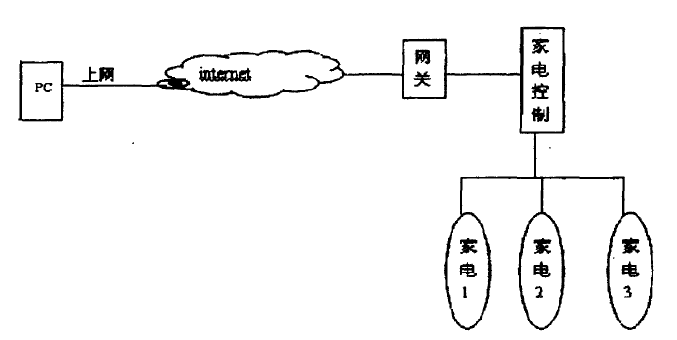 PC
上网
internet
网关
家电控制
家电1
家电2
家电3